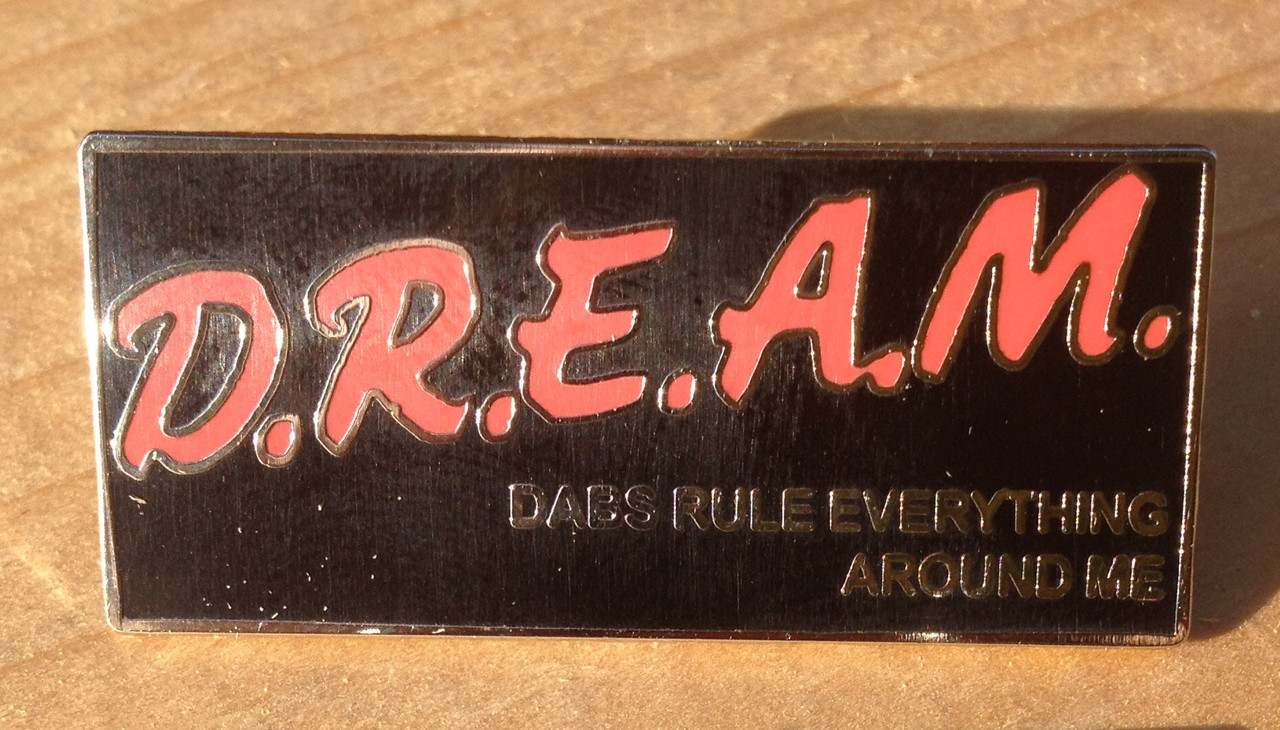 D.R.E.A.M.
DABS RULE EVERYTHING
AROUND ME